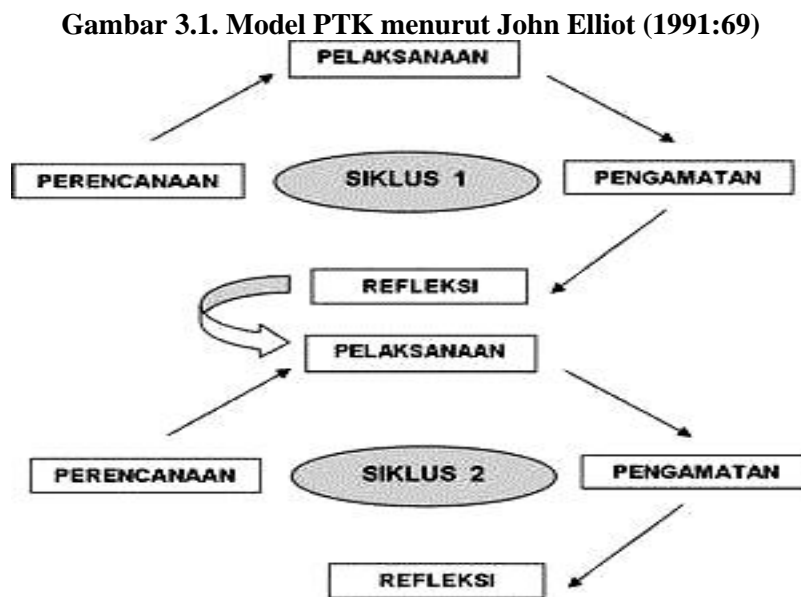 Gambar 3.1. Model PTK menurut John Elliot (1991:69)
PELAKSANAAN
PERENCANAAN
SIKLUS 1
PENGAMATAN
REFLEKSI
PELAKSANAAN
PERENCANAAN
SIKLUS 2
PENGAMATAN
REFLEKSI